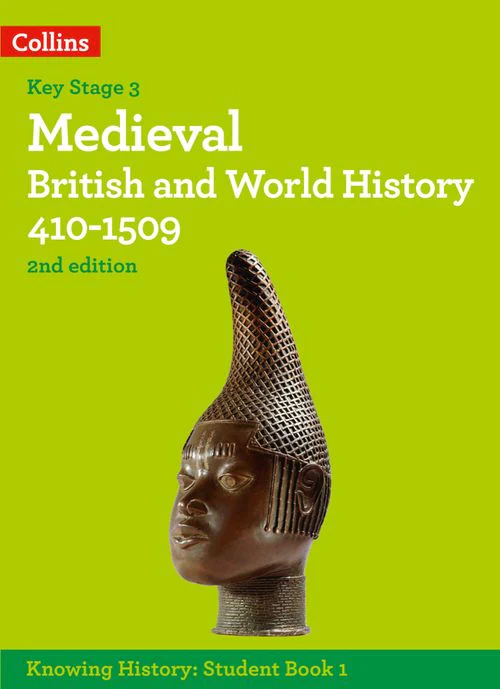 Collins
Key Stage 3
Medieval
British and World History
410-1509
2nd edition
Knowing History: Student Book 1